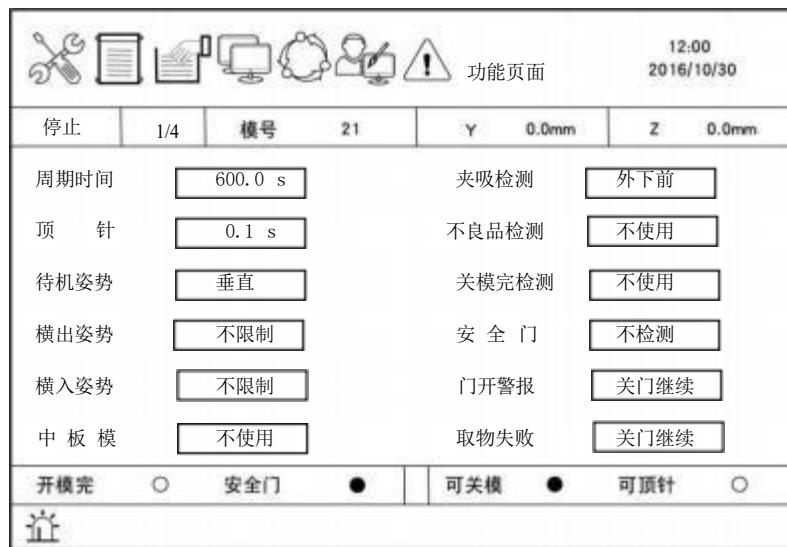 功能页面 12:00
2016/10/30
停止 1/4 模号 21 Y 0.0mm Z 0.0mm
周期时间 600.0 s 夹吸检测 外下前
顶 针 0.1 s 不良品检测 不使用
待机姿势 垂直 关模完检测 不使用
横出姿势 不限制 安 全 门 不检测
横入姿势 不限制 门开警报 关门继续
中 板 模 不使用 取物失败 关门继续
开模完 ○ 安全门 ● 可关模 ● 可顶针 ○